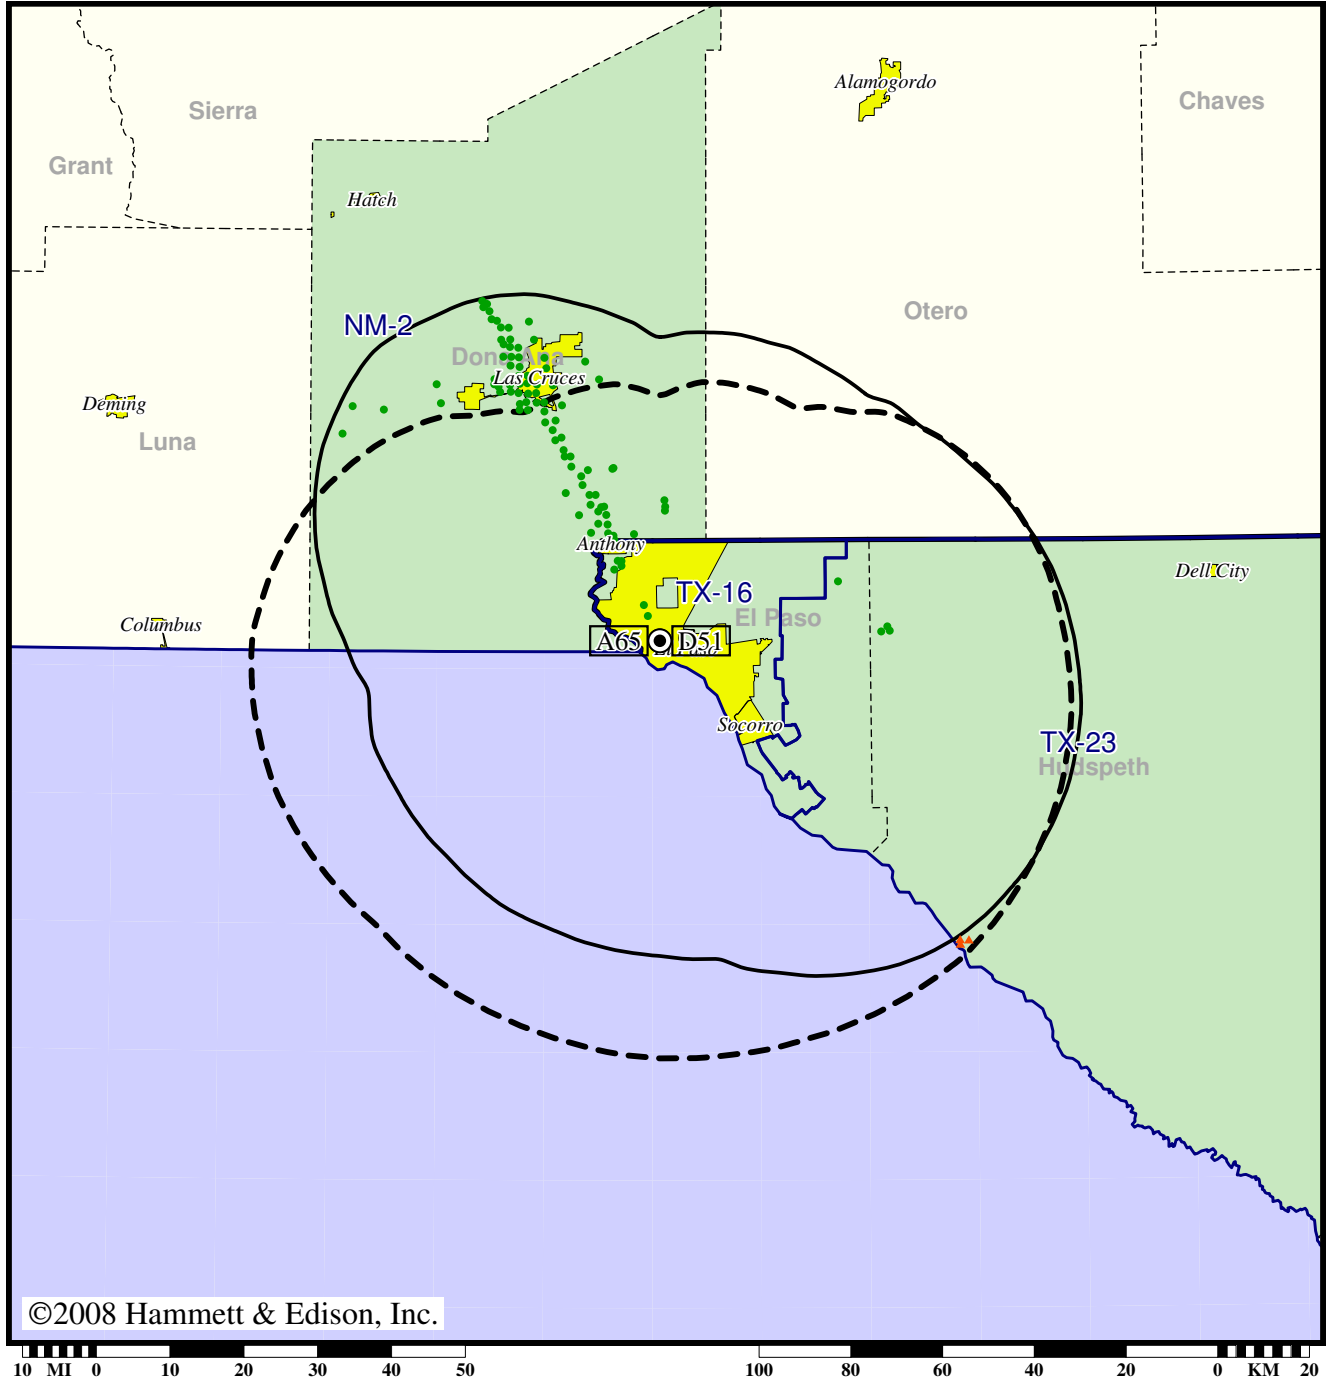 Alamogordo
Chaves
Sierra
Grant
Hatch
Otero
NM-2
Dona Ana
Las Cruces
Deming
Luna
Anthony
Dell City
TX-16
El Paso
Columbus
A65
D51
El Paso
Socorro
TX-23
Hudspeth
©2008 Hammett & Edison, Inc.
10 MI 0 10 20 30 40 50 100 80 60 40 20 0 KM 20